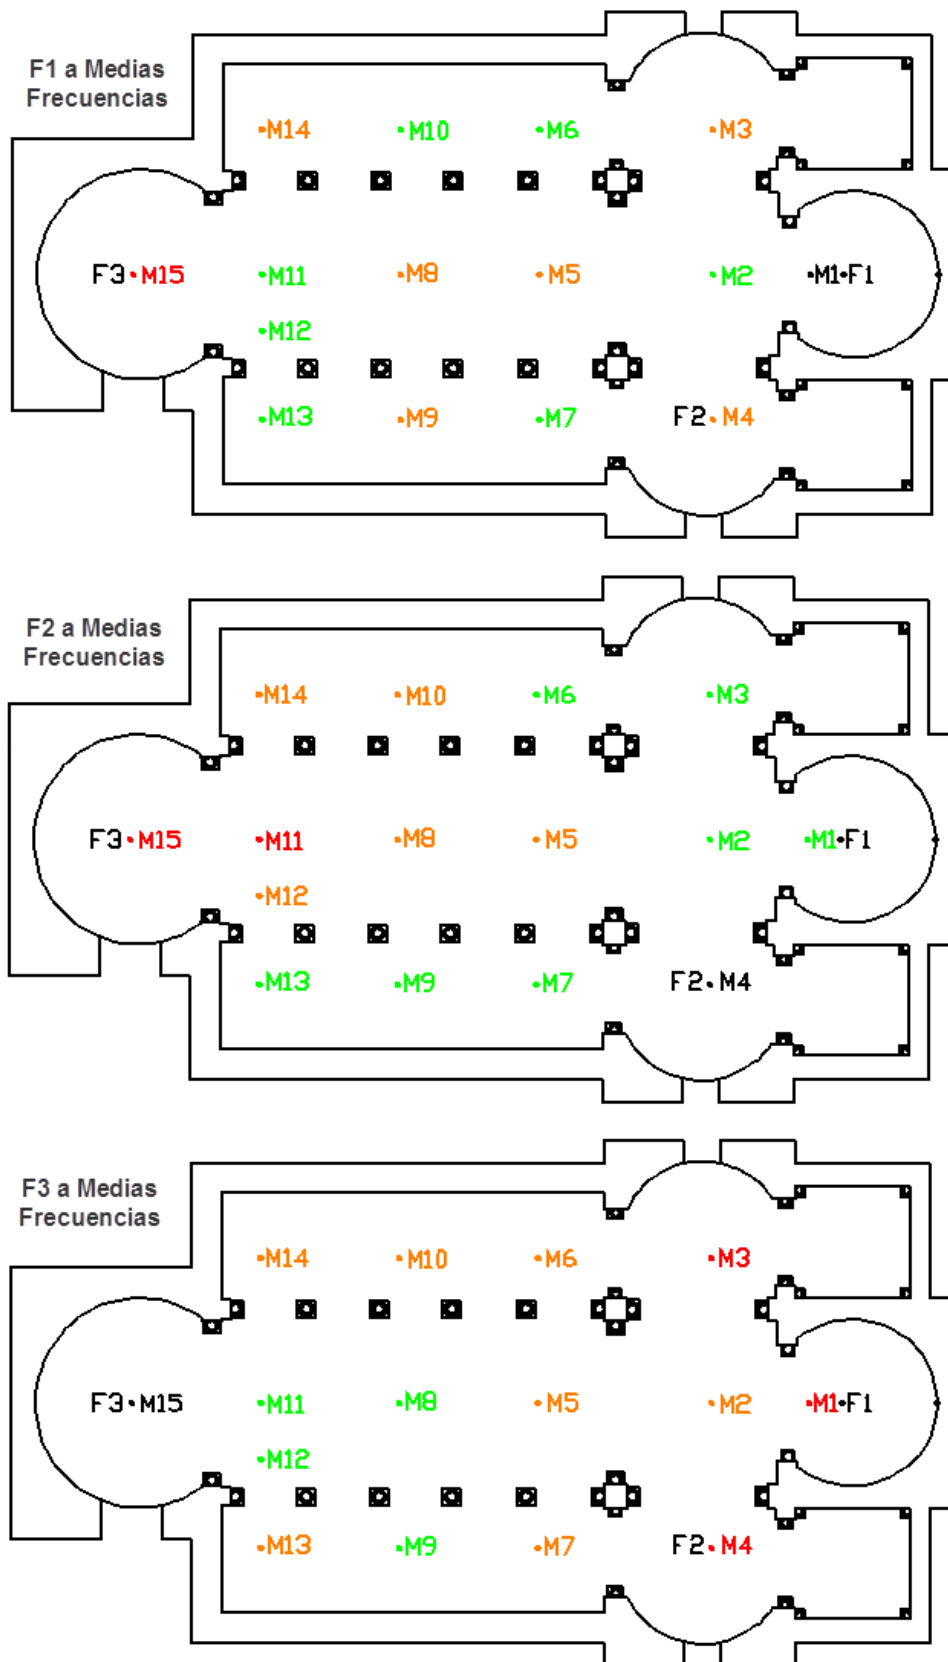 F1 a Medias
Frecuencias
M14 M10 M6 M3
F3 M15 M11 M8 M5 M2 M1 F1
M12
M13 M9 M7 F2 M4
F2 a Medias
Frecuencias
M14 M10 M6 M3
F3 M15 M11 M8 M5 M2 M1 F1
M12
M13 M9 M7 F2 M4
F3 a Medias
Frecuencias
M14 M10 M6 M3
F3 M15 M11 M8 M5 M2 M1 F1
M12
M13 M9 M7 F2 M4